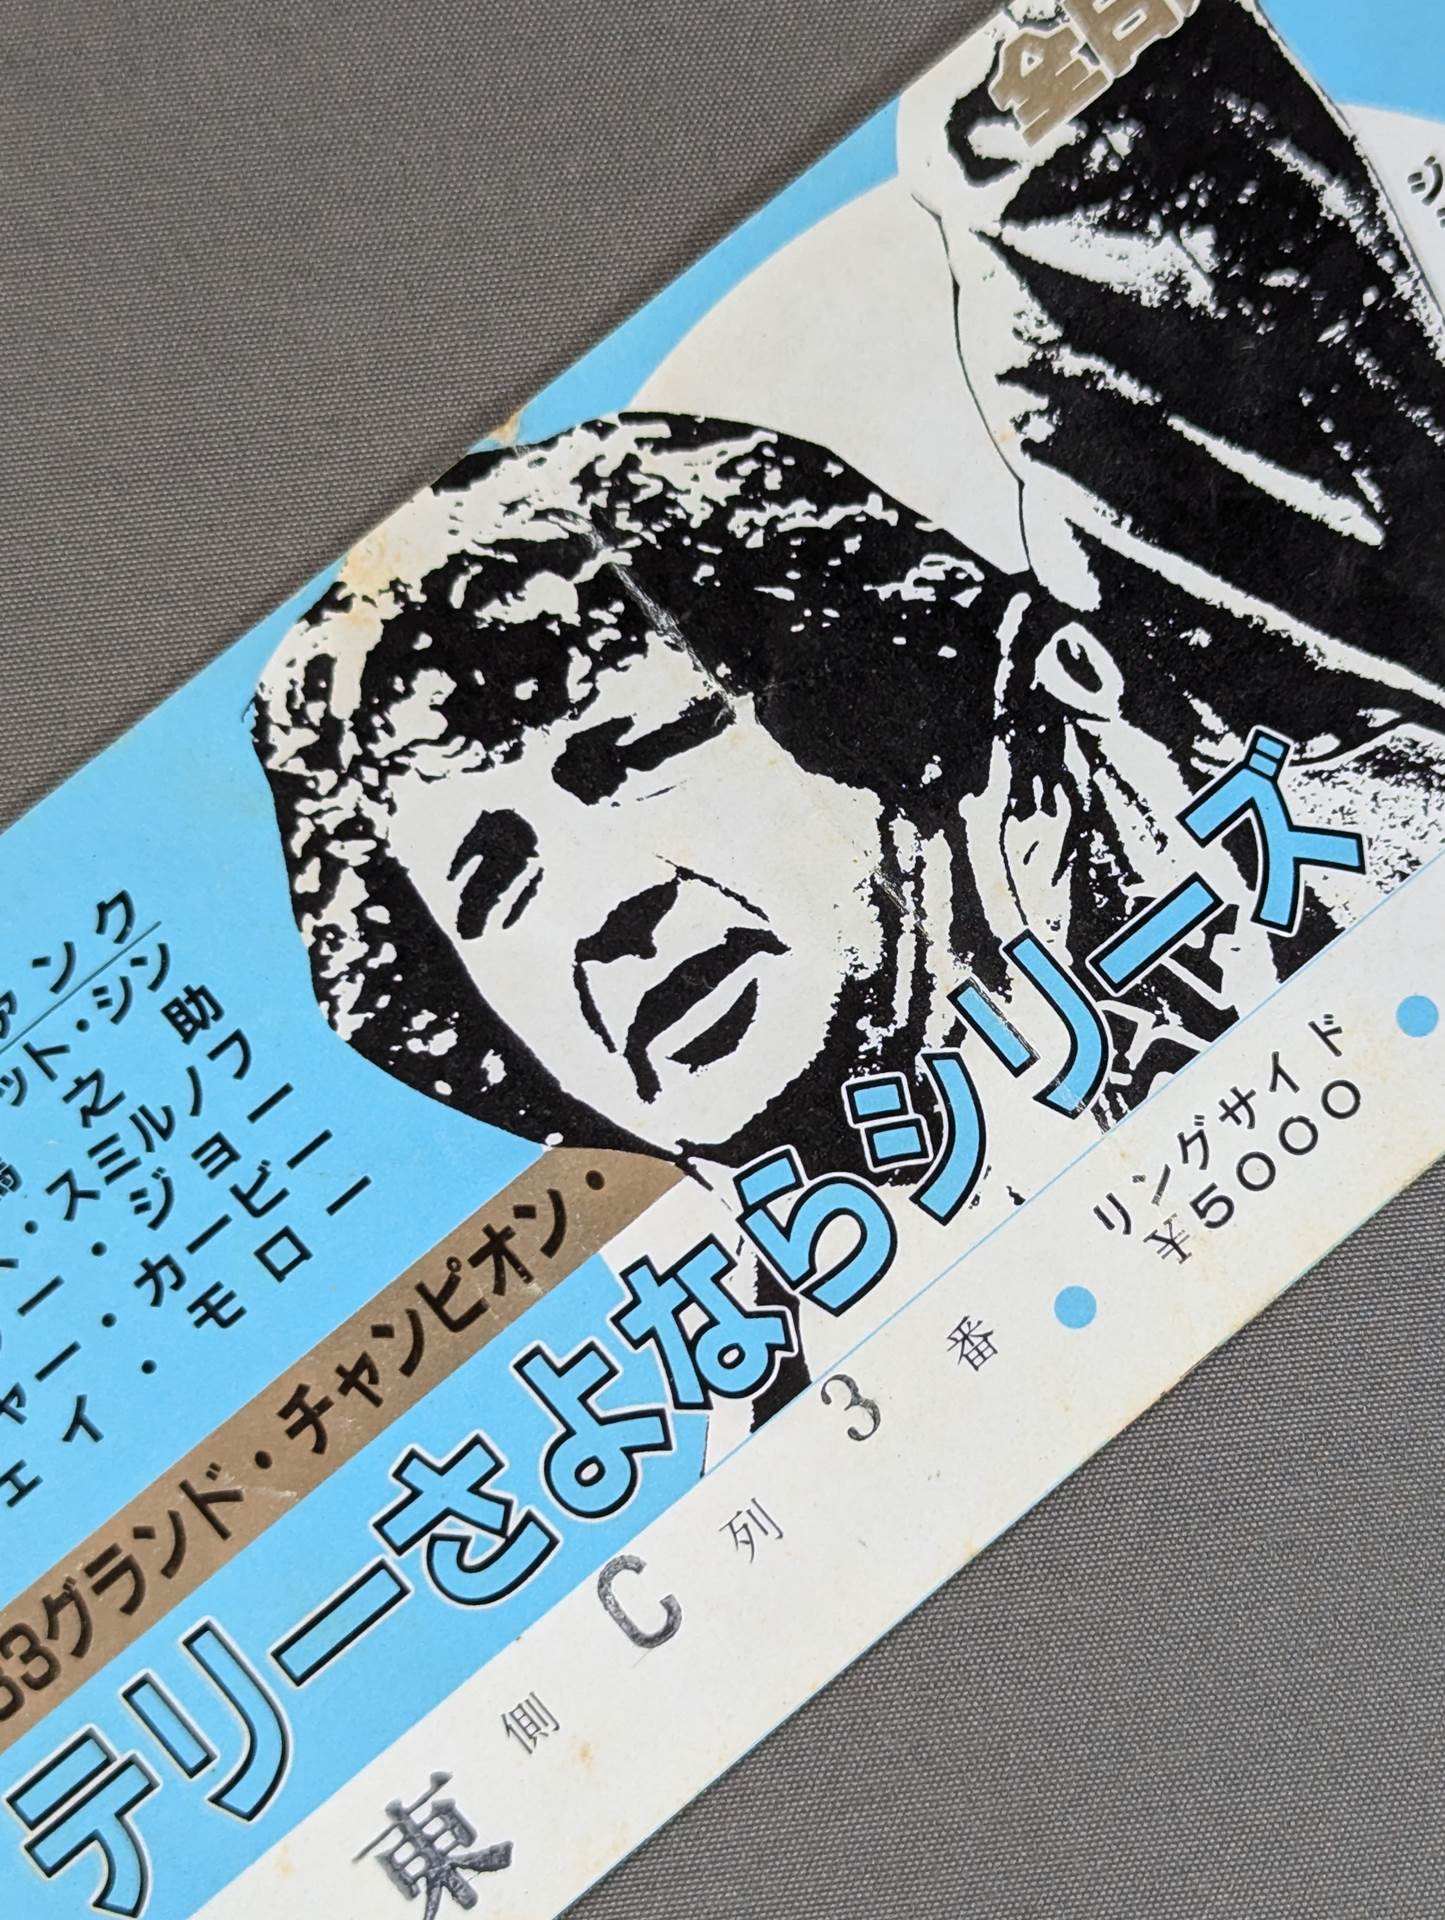 全日
ァンク
ット・シン
之助
・スミルノフ
ー・ジョー
ャー・カービー
ェイ・モロー
83グランド・チャンピオン・
テリーさよならシリーズ
リングサイド
¥5000
東側C列3番